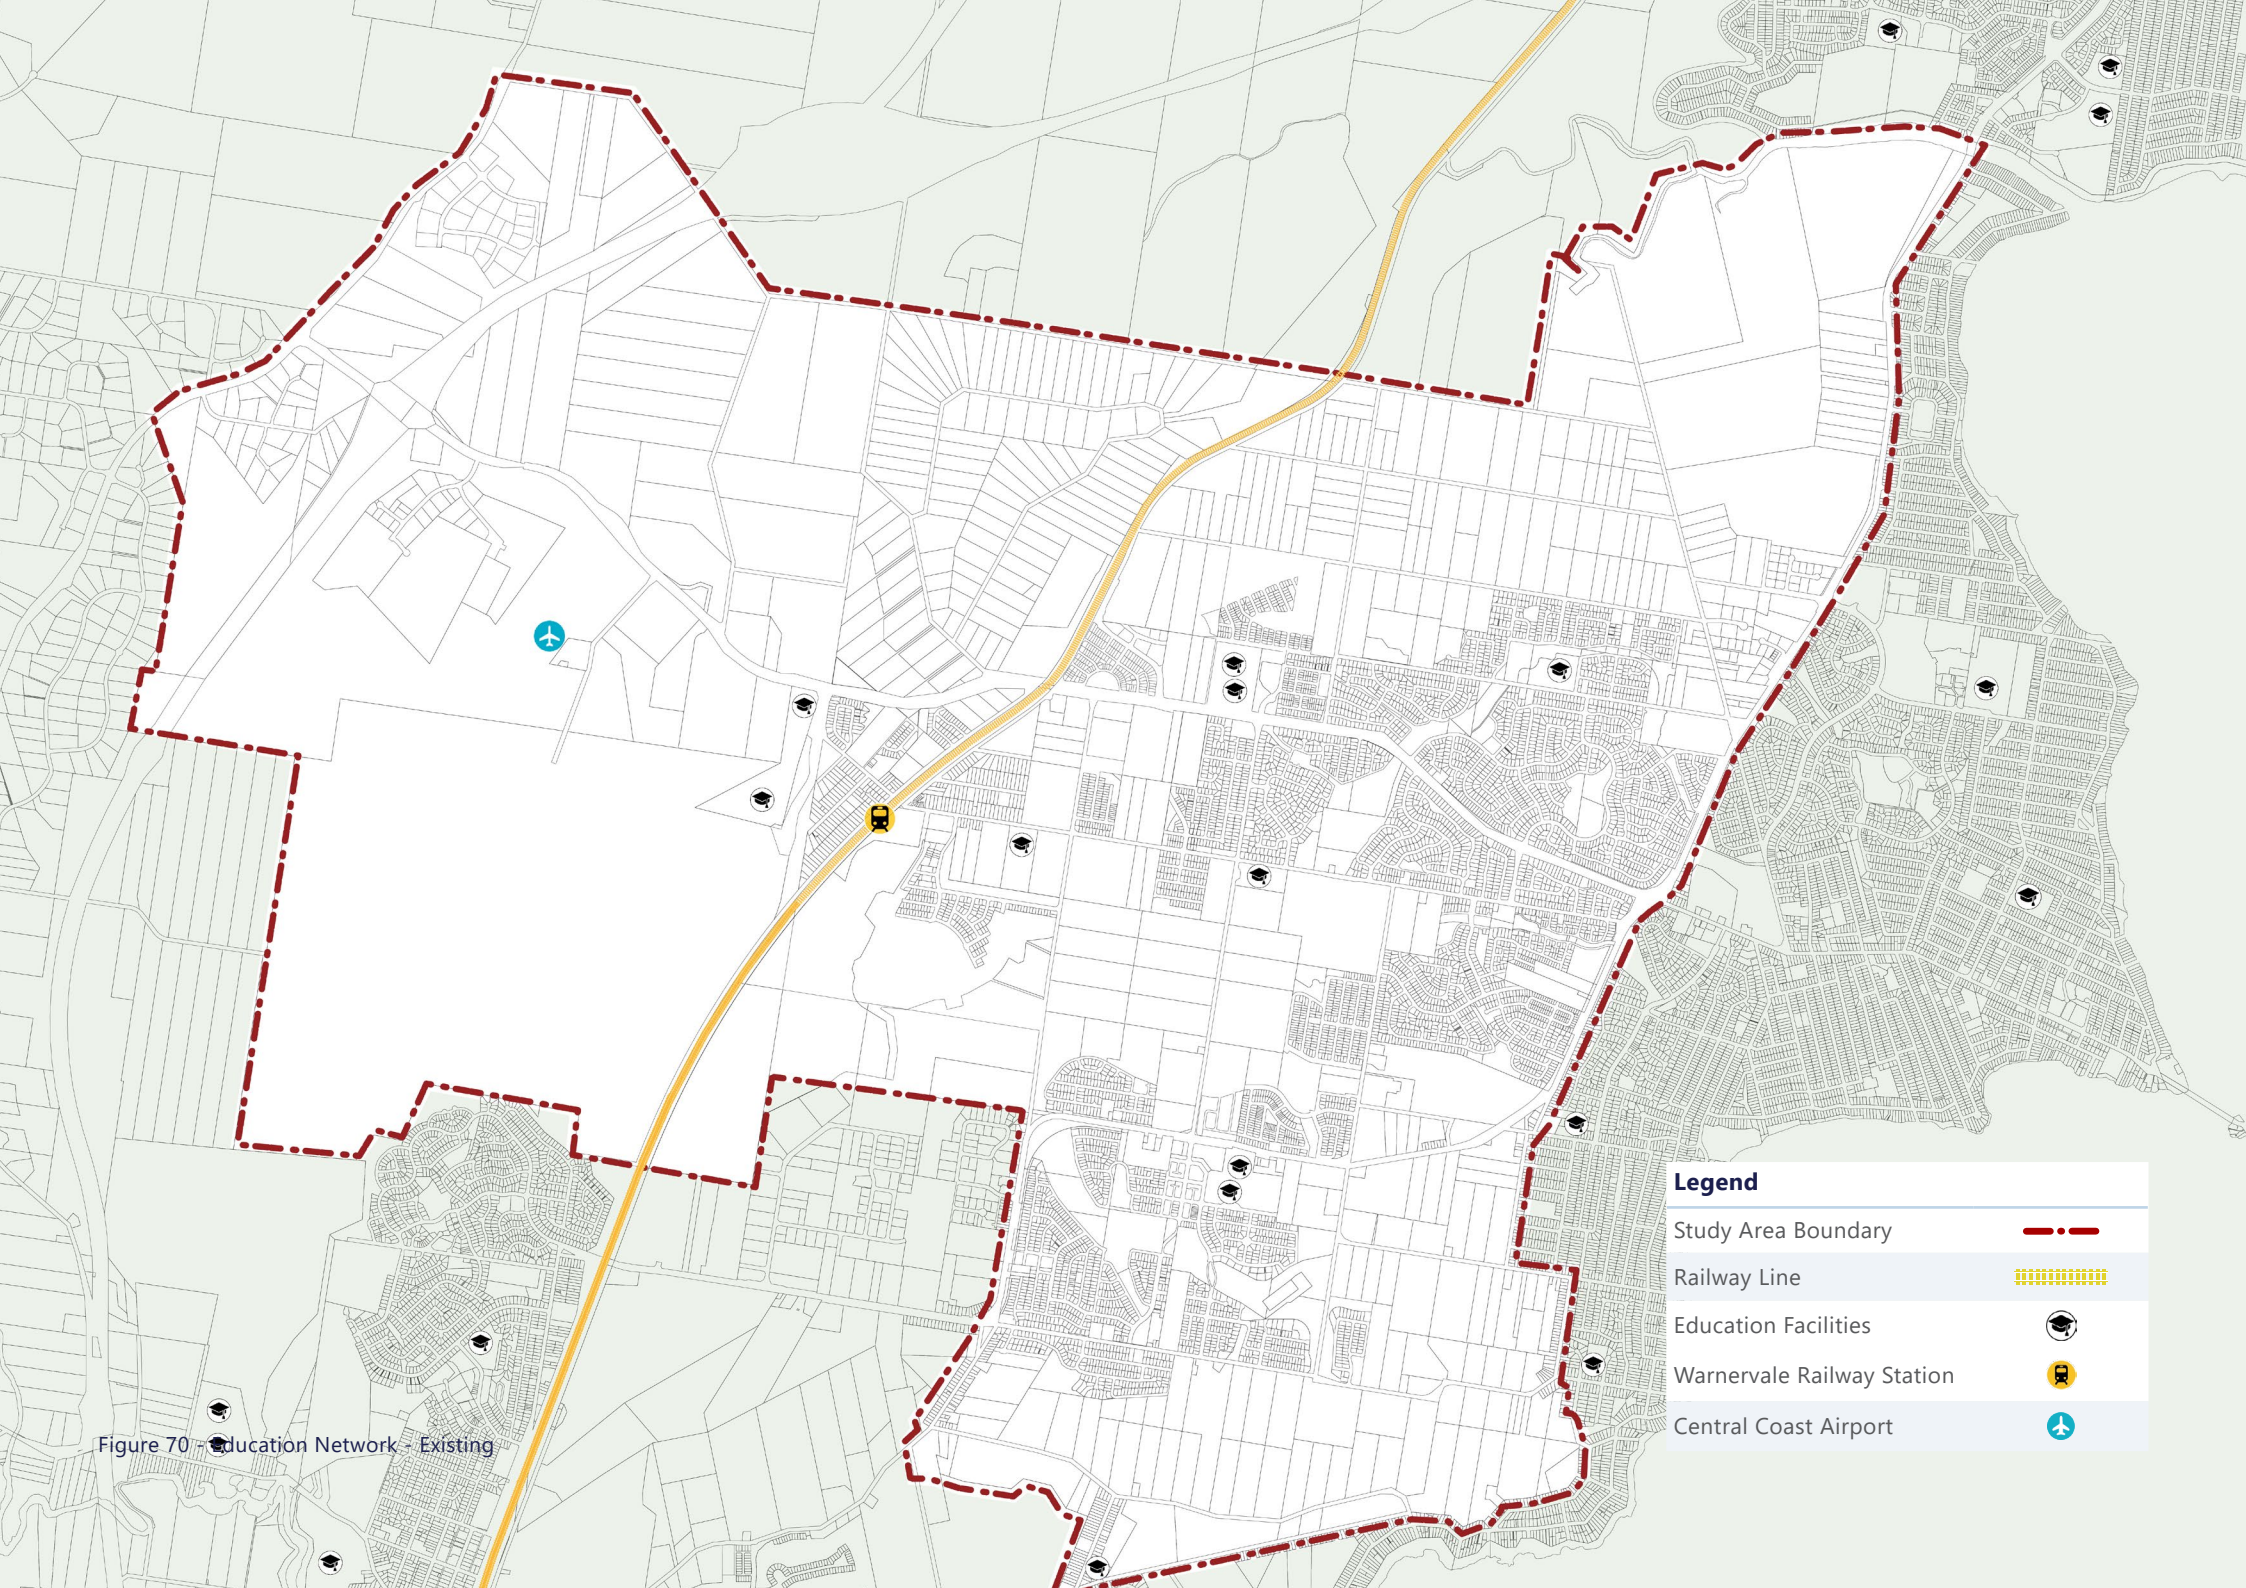 Legend
Study Area Boundary
Railway Line
Education Facilities
Warnervale Railway Station
Central Coast Airport
Figure 70 - Education Network - Existing